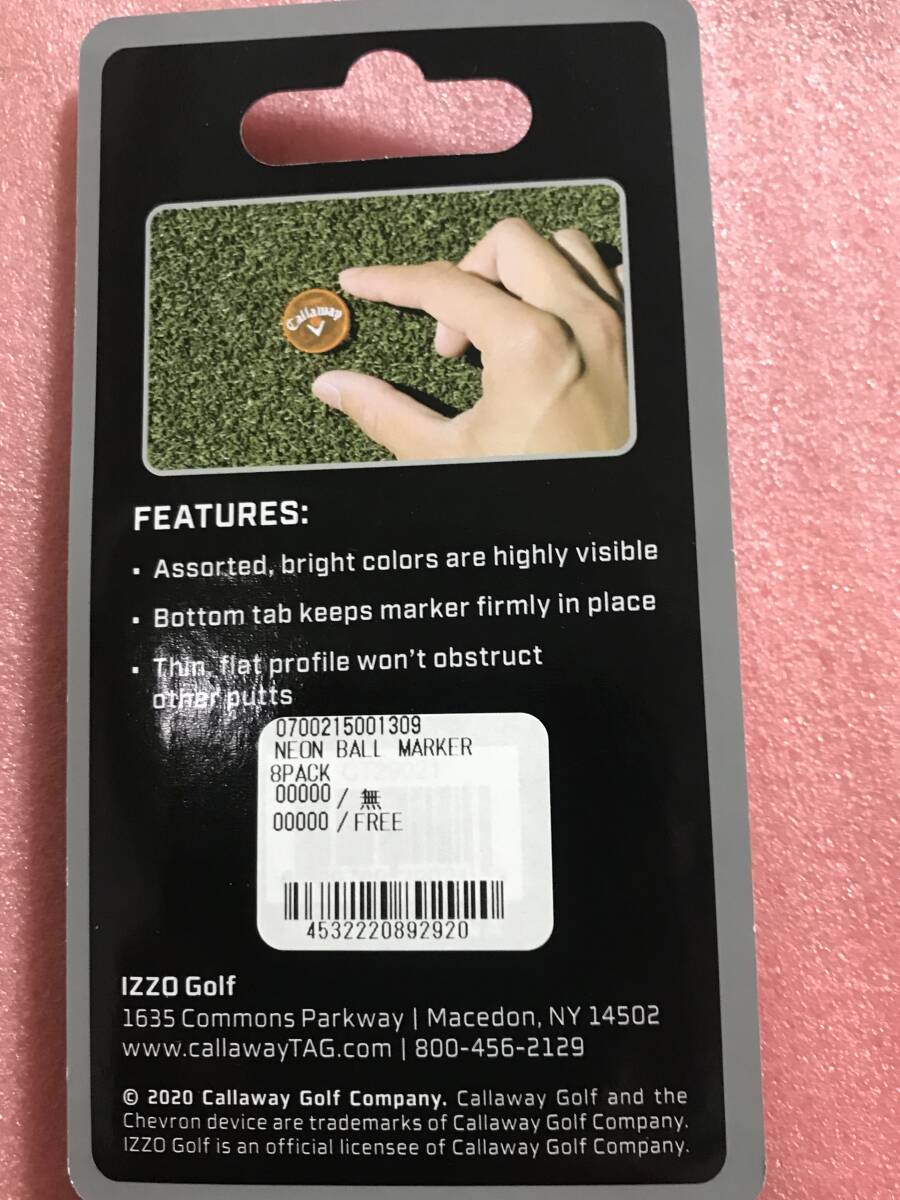 Callaway
FEATURES:
• Assorted, bright colors are highly visible
• Bottom tab keeps marker firmly in place
• Thin, flat profile won't obstruct
other putts
0700215001309
NEON BALL MARKER
8PACK
00000 / 無
00000 / FREE
4532220892920
IZZO Golf
1635 Commons Parkway | Macedon, NY 14502
www.callawayTAG.com | 800-456-2129
© 2020 Callaway Golf Company. Callaway Golf and the
Chevron device are trademarks of Callaway Golf Company.
IZZO Golf is an official licensee of Callaway Golf Company.